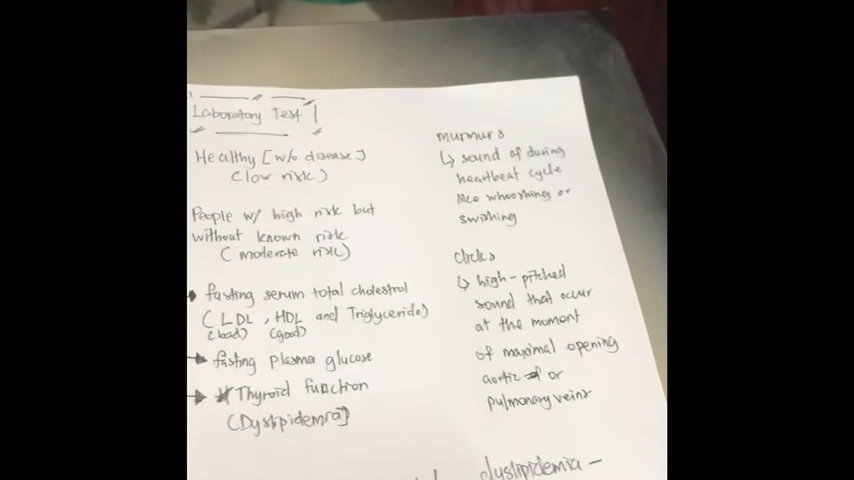 Laboratory Test
Healthy [w/o disease]
(low risk)
People w/ high risk but
without known risk
(moderate risk)
fasting serum total cholestrol
(LDL, HDL and Triglyceride)
(bad) (good)
fasting plasma glucose
Thyroid function
(Dyslipidemia)
murmurs
↳ sound of during
heartbeat cycle
like whooshing or
swishing
clicks
↳ high-pitched
sound that occur
at the moment
of maximal opening
aortic or
pulmonary veins
dyslipidemia -